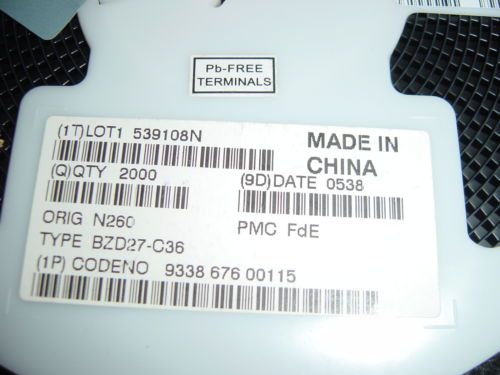 Pb-FREE
TERMINALS
(1T)LOT1 539108N
MADE IN
CHINA
(Q)QTY 2000
(9D)DATE 0538
ORIG N260
PMC FdE
TYPE BZD27-C36
(1P) CODENO 9338 676 00115